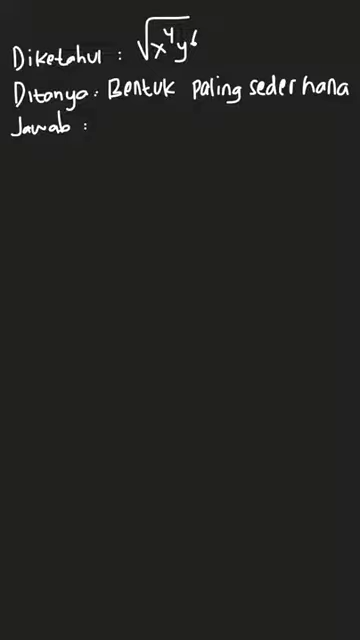 Diketahui : √x⁴y⁶
Ditanya : Bentuk paling sederhana
Jawab :